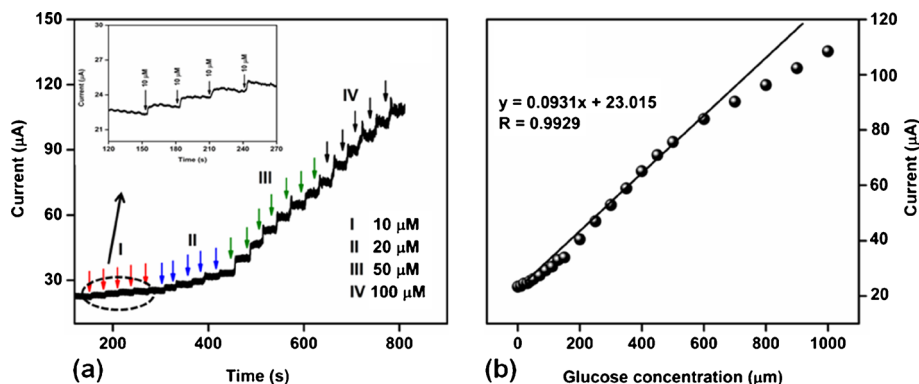 150
120
90
60
30
Current (µA)
200
400
600
800
Time (s)
(a)
30
27
24
21
Current (µA)
120
150
180
210
240
270
Time (s)
10 µM
10 µM
10 µM
10 µM
I
II
III
IV
I 10 µM
II 20 µM
III 50 µM
IV 100 µM
y = 0.0931x + 23.015
R = 0.9929
120
100
80
60
40
20
Current (µA)
0
200
400
600
800
1000
Glucose concentration (µm)
(b)